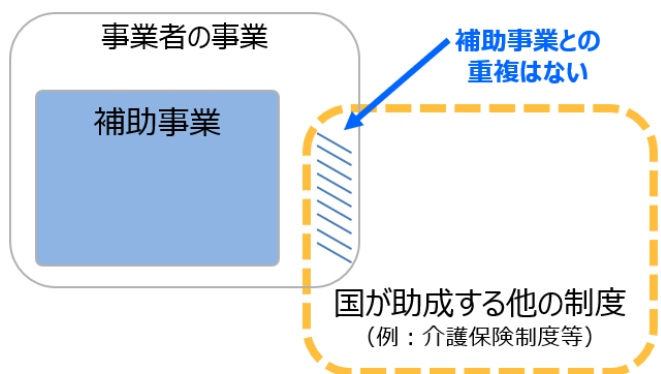 事業者の事業
補助事業との
重複はない
補助事業
国が助成する他の制度
（例：介護保険制度等）